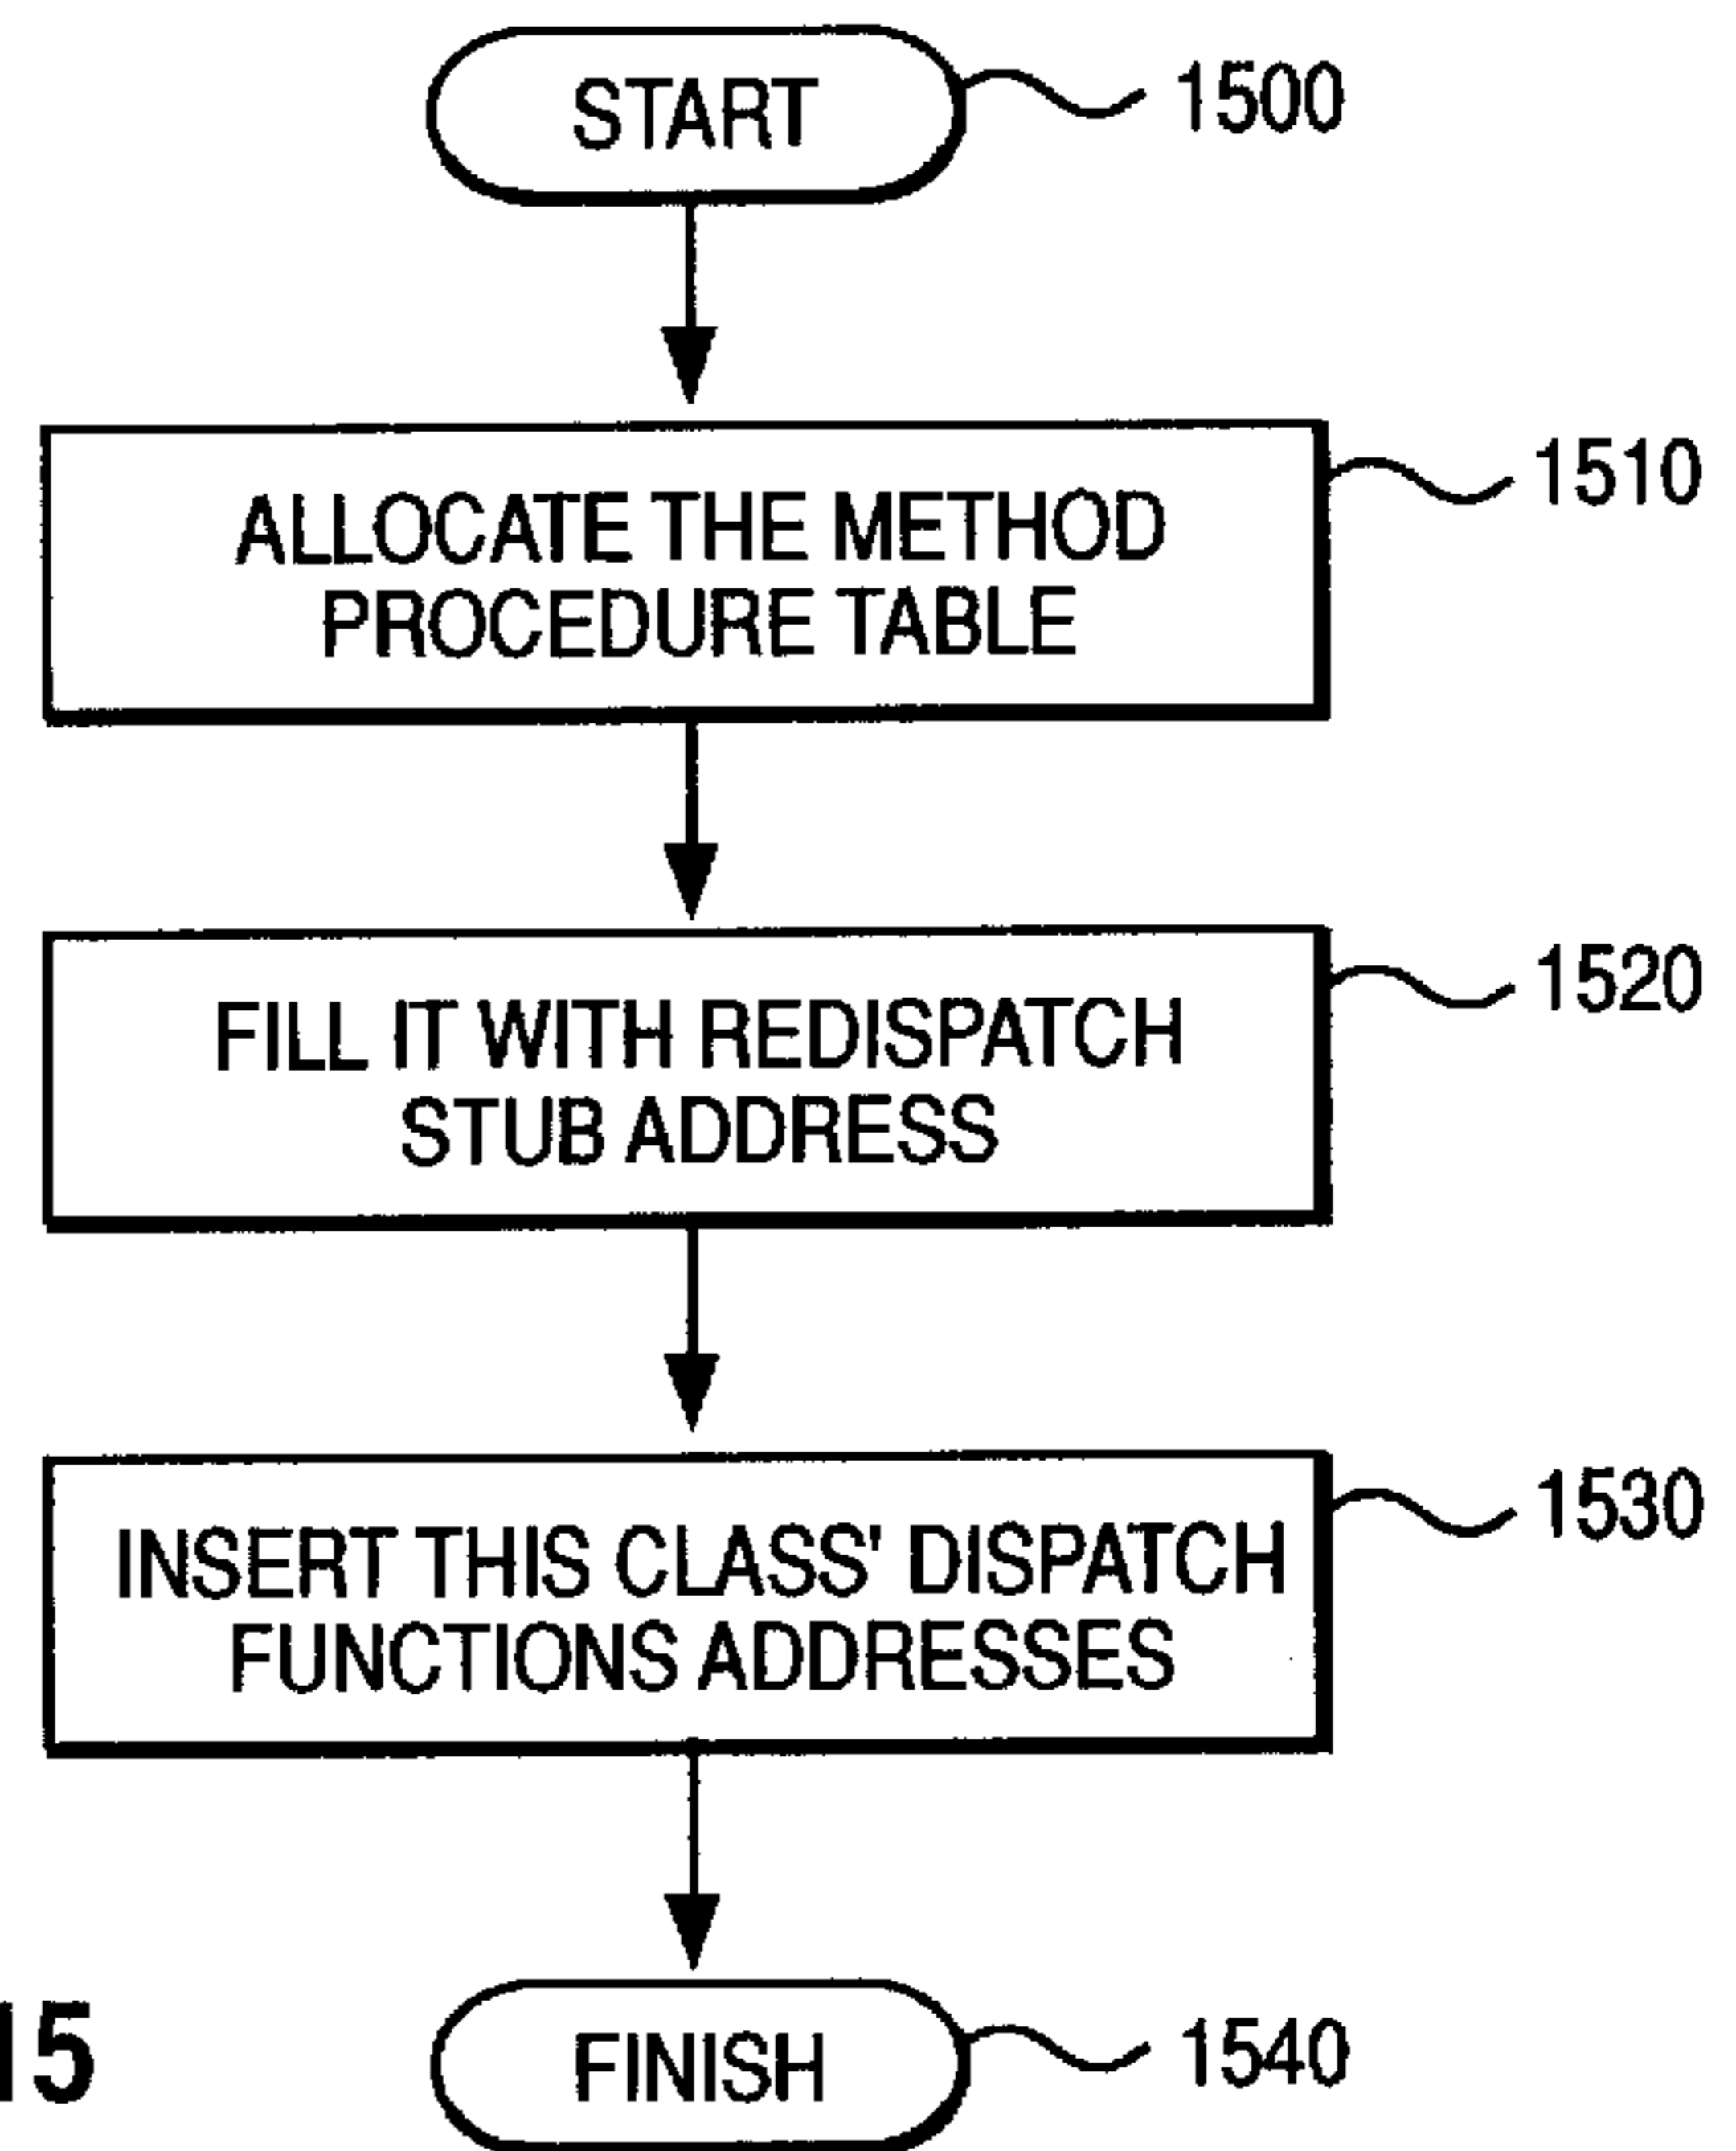 START
1500
1510
ALLOCATE THE METHOD
PROCEDURE TABLE
1520
FILL IT WITH REDISPATCH
STUB ADDRESS
1530
INSERT THIS CLASS' DISPATCH
FUNCTIONS ADDRESSES
15
FINISH
1540